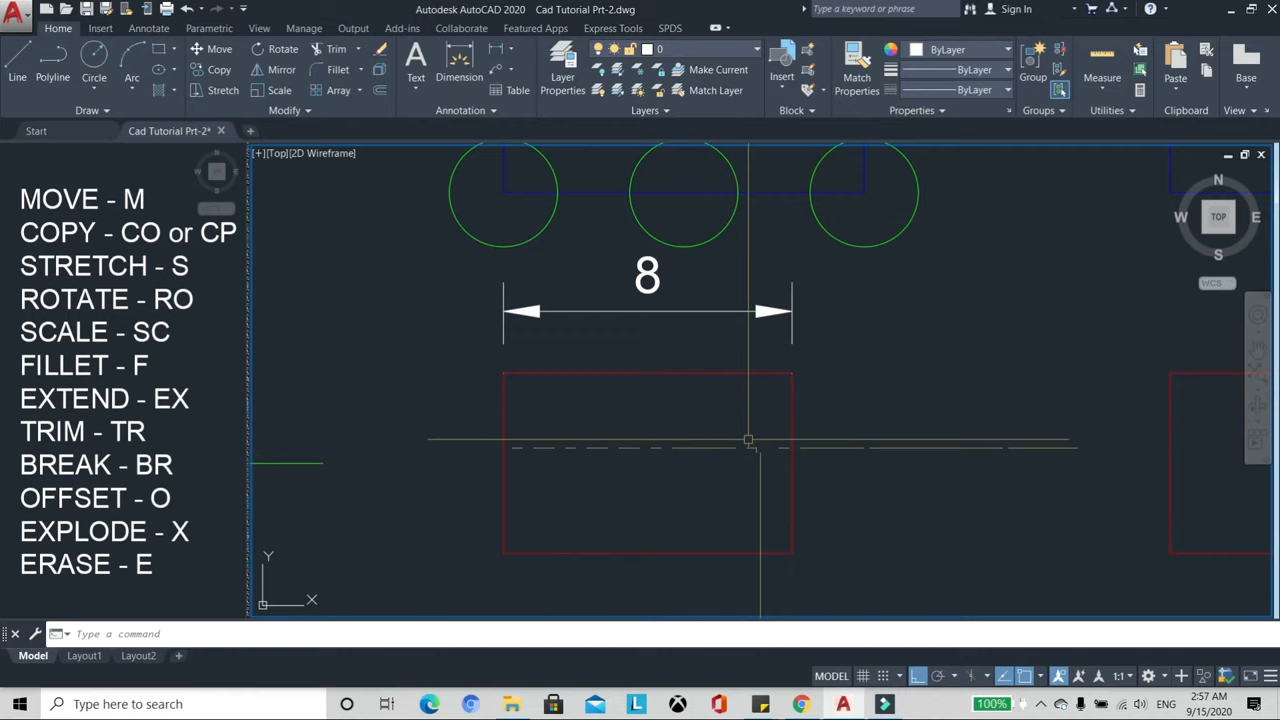 Autodesk AutoCAD 2020 Cad Tutorial Prt-2.dwg
Type a keyword or phrase
Sign In
Home Insert Annotate Parametric View Manage Output Add-ins Collaborate Express Tools Featured Apps SPDS
Line Polyline Circle Arc
Move Rotate Trim
Copy Mirror Fillet
Stretch Scale Array
Text Dimension Table
Layer Properties
0
Make Current
Match Layer
Insert
Match Properties
ByLayer
ByLayer
ByLayer
Group
Measure
Paste
Base
Draw Modify Annotation Layers Block Properties Groups Utilities Clipboard View
Start Cad Tutorial Prt-2*
[+][Top][2D Wireframe]
MOVE - M
COPY - CO or CP
STRETCH - S
ROTATE - RO
SCALE - SC
FILLET - F
EXTEND - EX
TRIM - TR
BREAK - BR
OFFSET - O
EXPLODE - X
ERASE - E
8
N
W TOP E
S
WCS
N
W E
S
Y
X
Type a command
Model Layout1 Layout2
MODEL 1:1
Type here to search
100%
2:57 AM
9/15/2020